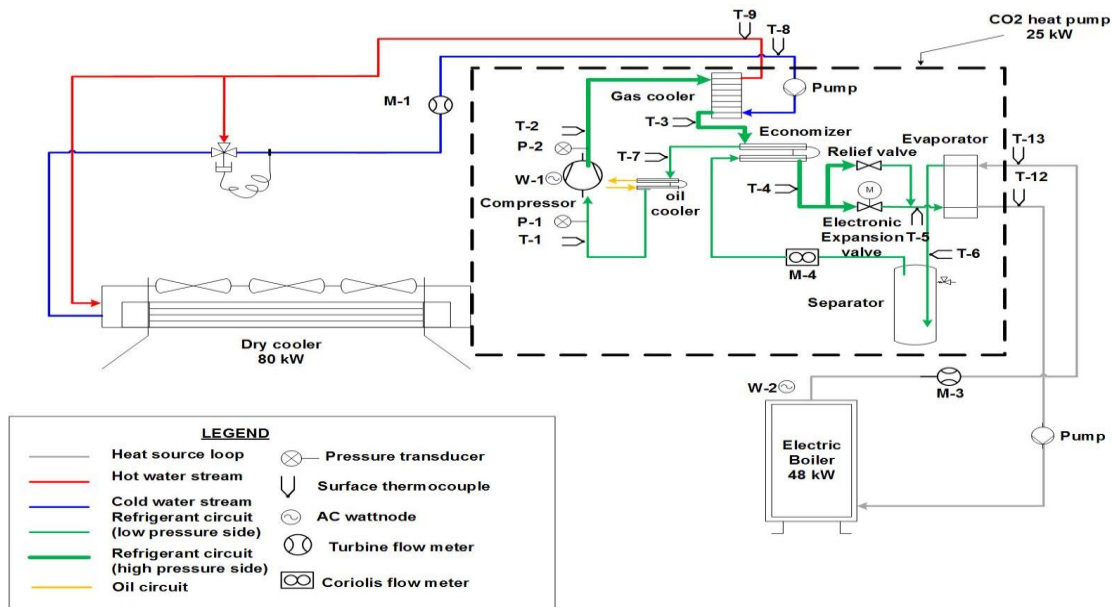 T-9
T-8
CO2 heat pump
25 kW
M-1
Gas cooler
Pump
T-2
T-3
Economizer
Evaporator
T-13
P-2
T-7
Relief valve
W-1
T-4
M
T-12
Compressor
oil
cooler
P-1
Electronic
Expansion
valve
T-5
T-1
T-6
M-4
Separator
Dry cooler
80 kW
W-2
M-3
Electric
Boiler
48 kW
Pump
LEGEND
Heat source loop
Hot water stream
Cold water stream
Refrigerant circuit
(low pressure side)
Refrigerant circuit
(high pressure side)
Oil circuit
Pressure transducer
Surface thermocouple
AC wattnode
Turbine flow meter
Coriolis flow meter